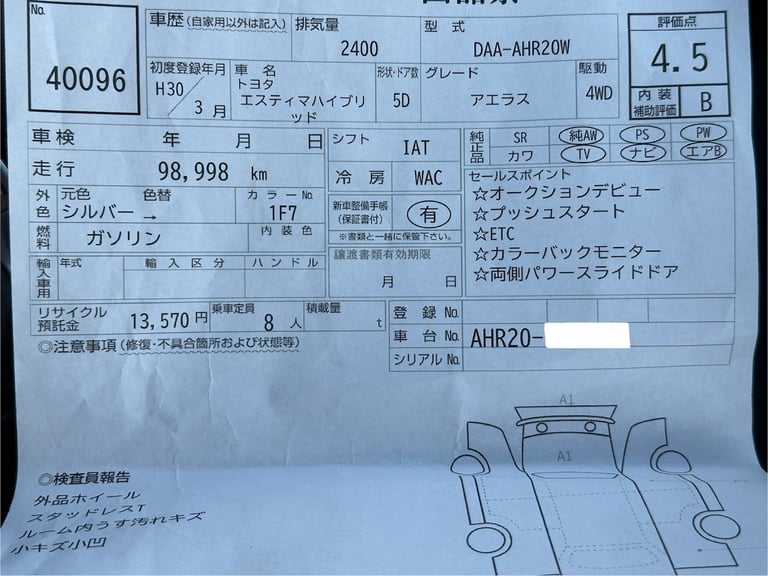 No.
40096
車歴(自家用以外は記入)
排気量
2400
型式
DAA-AHR20W
評価点
4.5
内装
補助評価
B
初度登録年月
H30
3月
車名
トヨタ
エスティマハイブリ
ッド
形状・ドア数
5D
グレード
アエラス
駆動
4WD
車検 年 月 日
走行 98,998 km
シフト
IAT
冷房
WAC
純正品
SR
純AW
PS
PW
カワ
TV
ナビ
エアB
外色
元色 色替
シルバー →
カラーNo.
1F7
燃料
ガソリン
内装色
新車整備手帳
(保証書付)
有
※書類と一緒に保管下さい。
譲渡書類有効期限
月 日
セールスポイント
☆オークションデビュー
☆プッシュスタート
☆ETC
☆カラーバックモニター
☆両側パワースライドドア
輸入車用
年式
輸入区分
ハンドル
リサイクル
預託金
13,570円
乗車定員
8人
積載量
t
登録No.
車台No.
AHR20-
シリアルNo.
◎注意事項(修復・不具合箇所および状態等)
A1
A1
◎検査員報告
外品ホイール
スタッドレスT
ルーム内うす汚れキズ
小キズ小凹